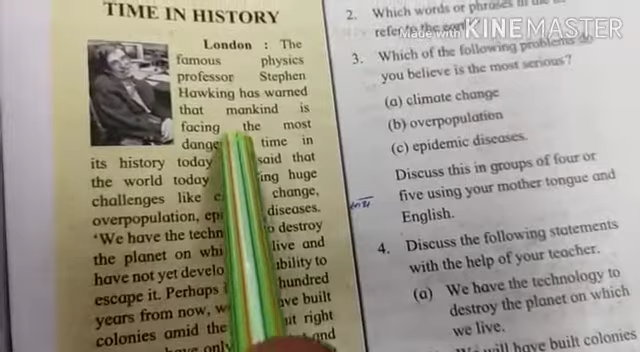 TIME IN HISTORY
London : The
famous physics
professor Stephen
Hawking has warned
that mankind is
facing the most
dange time in
its history today said that
the world today ing huge
challenges like c change,
overpopulation, epi diseases.
'We have the techn o destroy
the planet on whi live and
have not yet develo ability to
escape it. Perhaps hundred
years from now, w ave built
colonies amid the ut right
have only and
2. Which words or phrases in the
refer to the
3. Which of the following problems do
you believe is the most serious?
(a) climate change
(b) overpopulation
(c) epidemic diseases.
Discuss this in groups of four or
five using your mother tongue and
English.
4. Discuss the following statements
with the help of your teacher.
(a) We have the technology to
destroy the planet on which
we live.
will have built colonies
Made with KINEMASTER